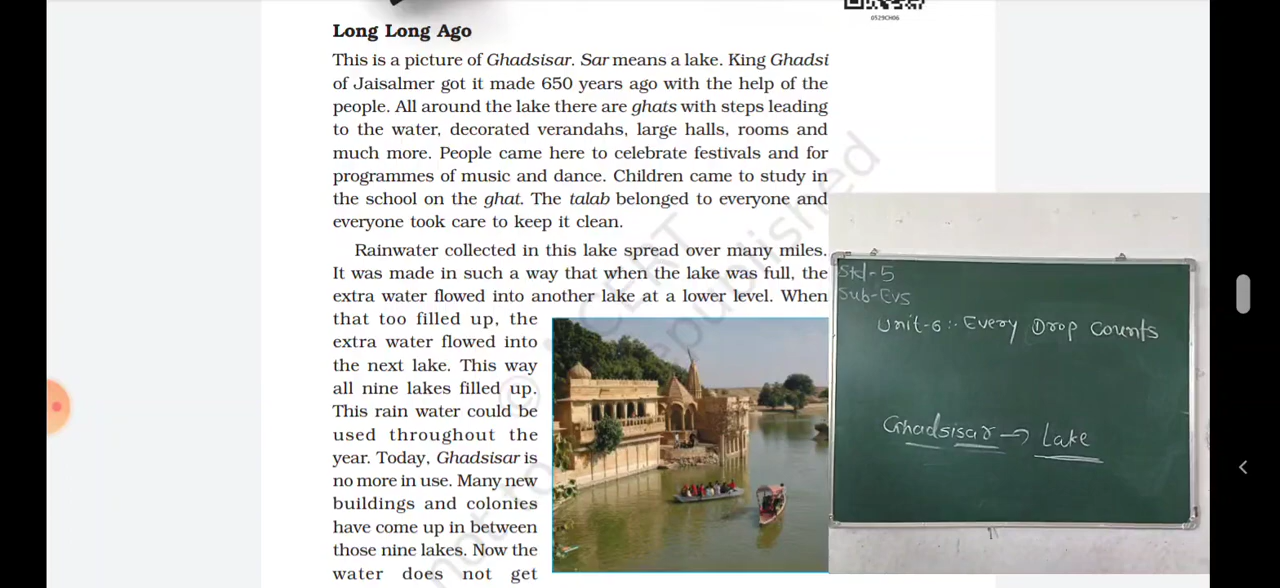 0529CH06
Long Long Ago
This is a picture of Ghadsisar. Sar means a lake. King Ghadsi
of Jaisalmer got it made 650 years ago with the help of the
people. All around the lake there are ghats with steps leading
to the water, decorated verandahs, large halls, rooms and
much more. People came here to celebrate festivals and for
programmes of music and dance. Children came to study in
the school on the ghat. The talab belonged to everyone and
everyone took care to keep it clean.
Rainwater collected in this lake spread over many miles.
It was made in such a way that when the lake was full, the
extra water flowed into another lake at a lower level. When
that too filled up, the
extra water flowed into
the next lake. This way
all nine lakes filled up.
This rain water could be
used throughout the
year. Today, Ghadsisar is
no more in use. Many new
buildings and colonies
have come up in between
those nine lakes. Now the
water does not get
Std-5
Sub-EVS
Unit-6:- Every Drop Counts
Ghadsisar → Lake